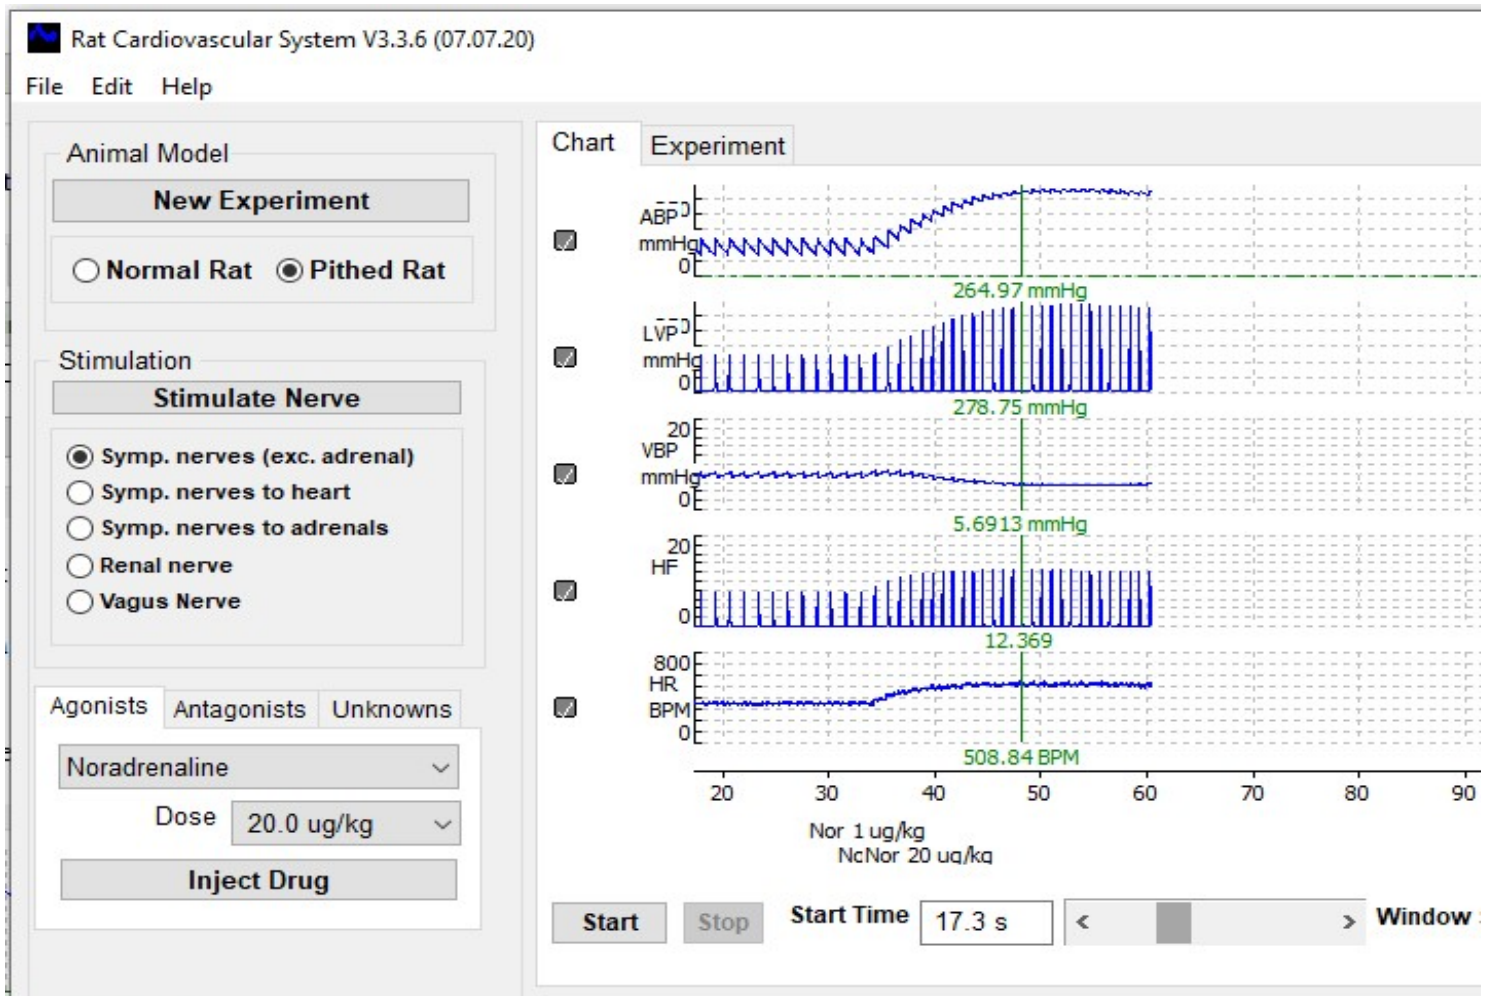 Rat Cardiovascular System V3.3.6 (07.07.20)
File Edit Help
Animal Model
New Experiment
Normal Rat Pithed Rat
Stimulation
Stimulate Nerve
Symp. nerves (exc. adrenal)
Symp. nerves to heart
Symp. nerves to adrenals
Renal nerve
Vagus Nerve
Agonists Antagonists Unknowns
Noradrenaline
Dose 20.0 ug/kg
Inject Drug
Chart Experiment
ABP
mmHg
0
264.97 mmHg
LVP
mmHg
0
278.75 mmHg
20
VBP
mmHg
0
5.6913 mmHg
20
HF
0
12.369
800
HR
BPM
0
508.84 BPM
20 30 40 50 60 70 80 90
Nor 1 ug/kg
NcNor 20 ug/kg
Start Stop Start Time 17.3 s < > Window